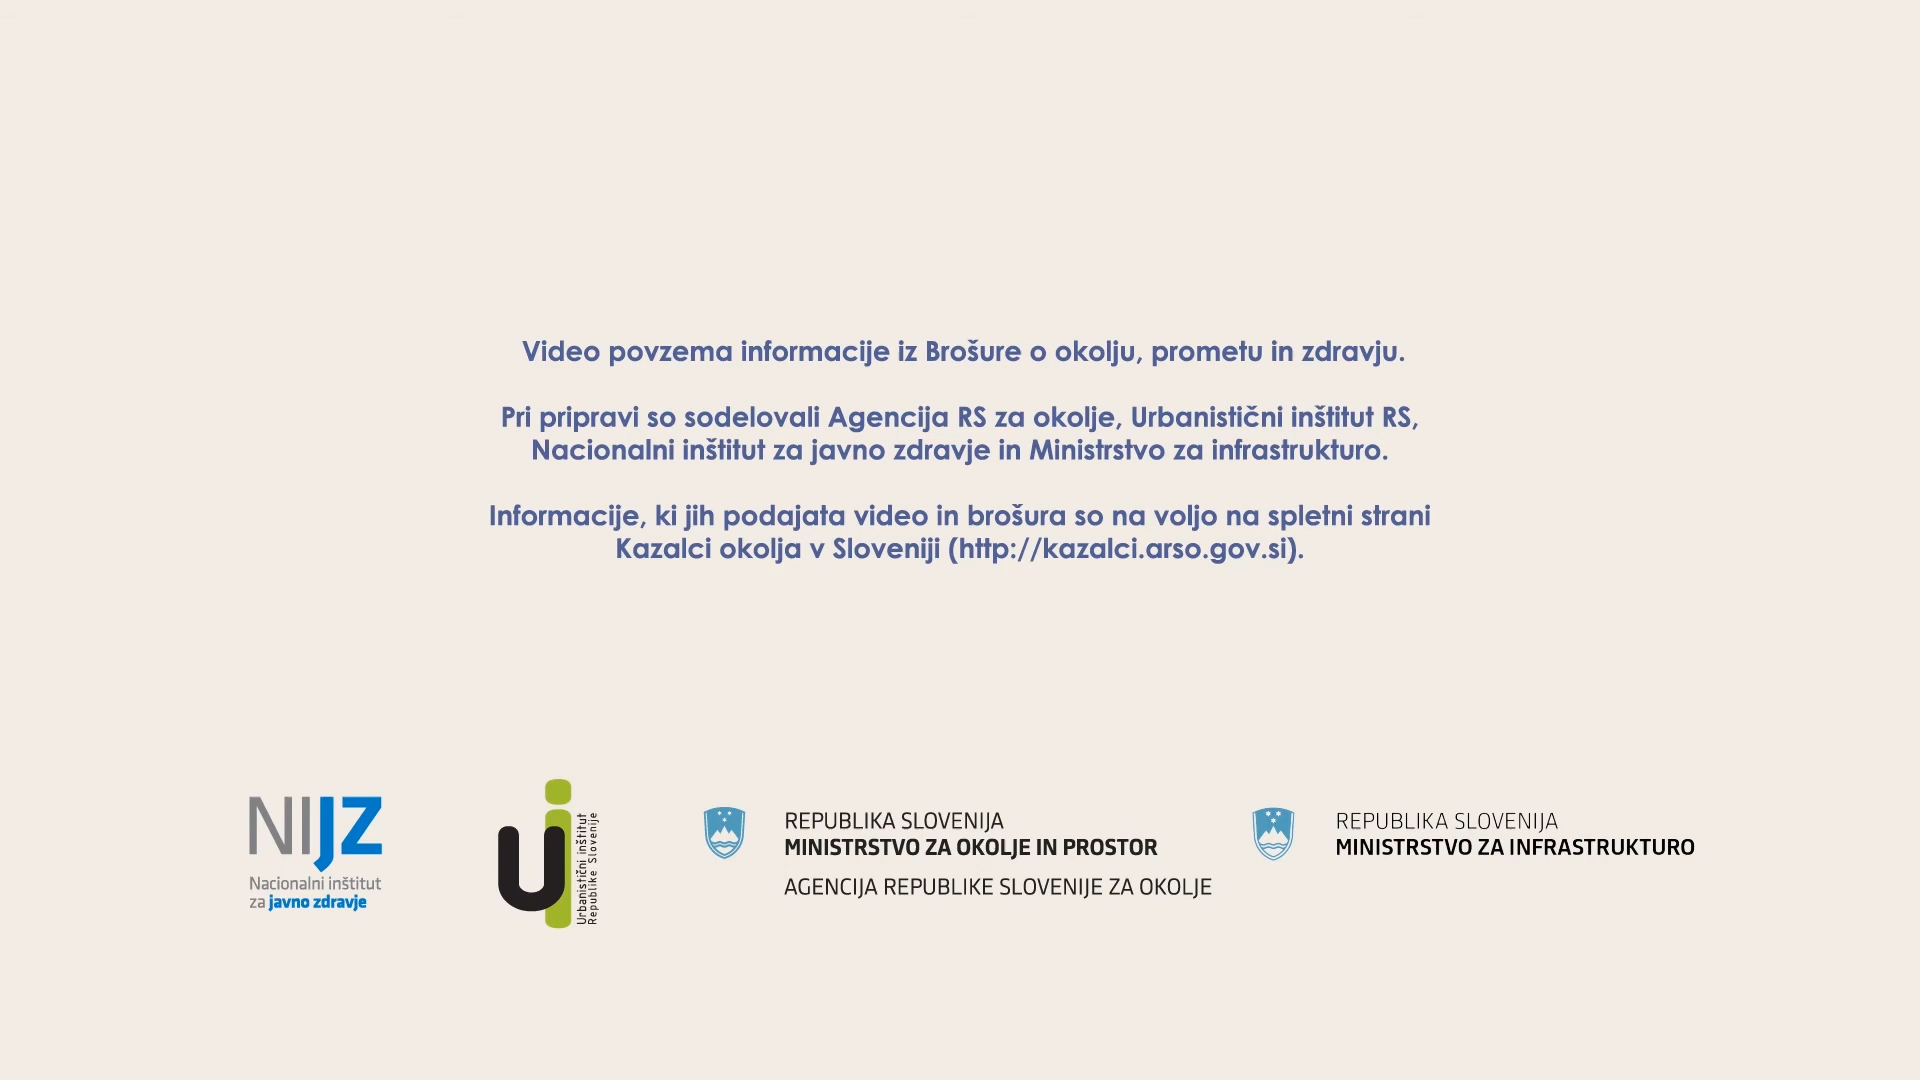 Video povzema informacije iz Brošure o okolju, prometu in zdravju.
Pri pripravi so sodelovali Agencija RS za okolje, Urbanistični inštitut RS,
Nacionalni inštitut za javno zdravje in Ministrstvo za infrastrukturo.
Informacije, ki jih podajata video in brošura so na voljo na spletni strani
Kazalci okolja v Sloveniji (http://kazalci.arso.gov.si).
NIJZ
Nacionalni inštitut
za javno zdravje
ui
Urbanistični inštitut
Republike Slovenije
REPUBLIKA SLOVENIJA
MINISTRSTVO ZA OKOLJE IN PROSTOR
AGENCIJA REPUBLIKE SLOVENIJE ZA OKOLJE
REPUBLIKA SLOVENIJA
MINISTRSTVO ZA INFRASTRUKTURO